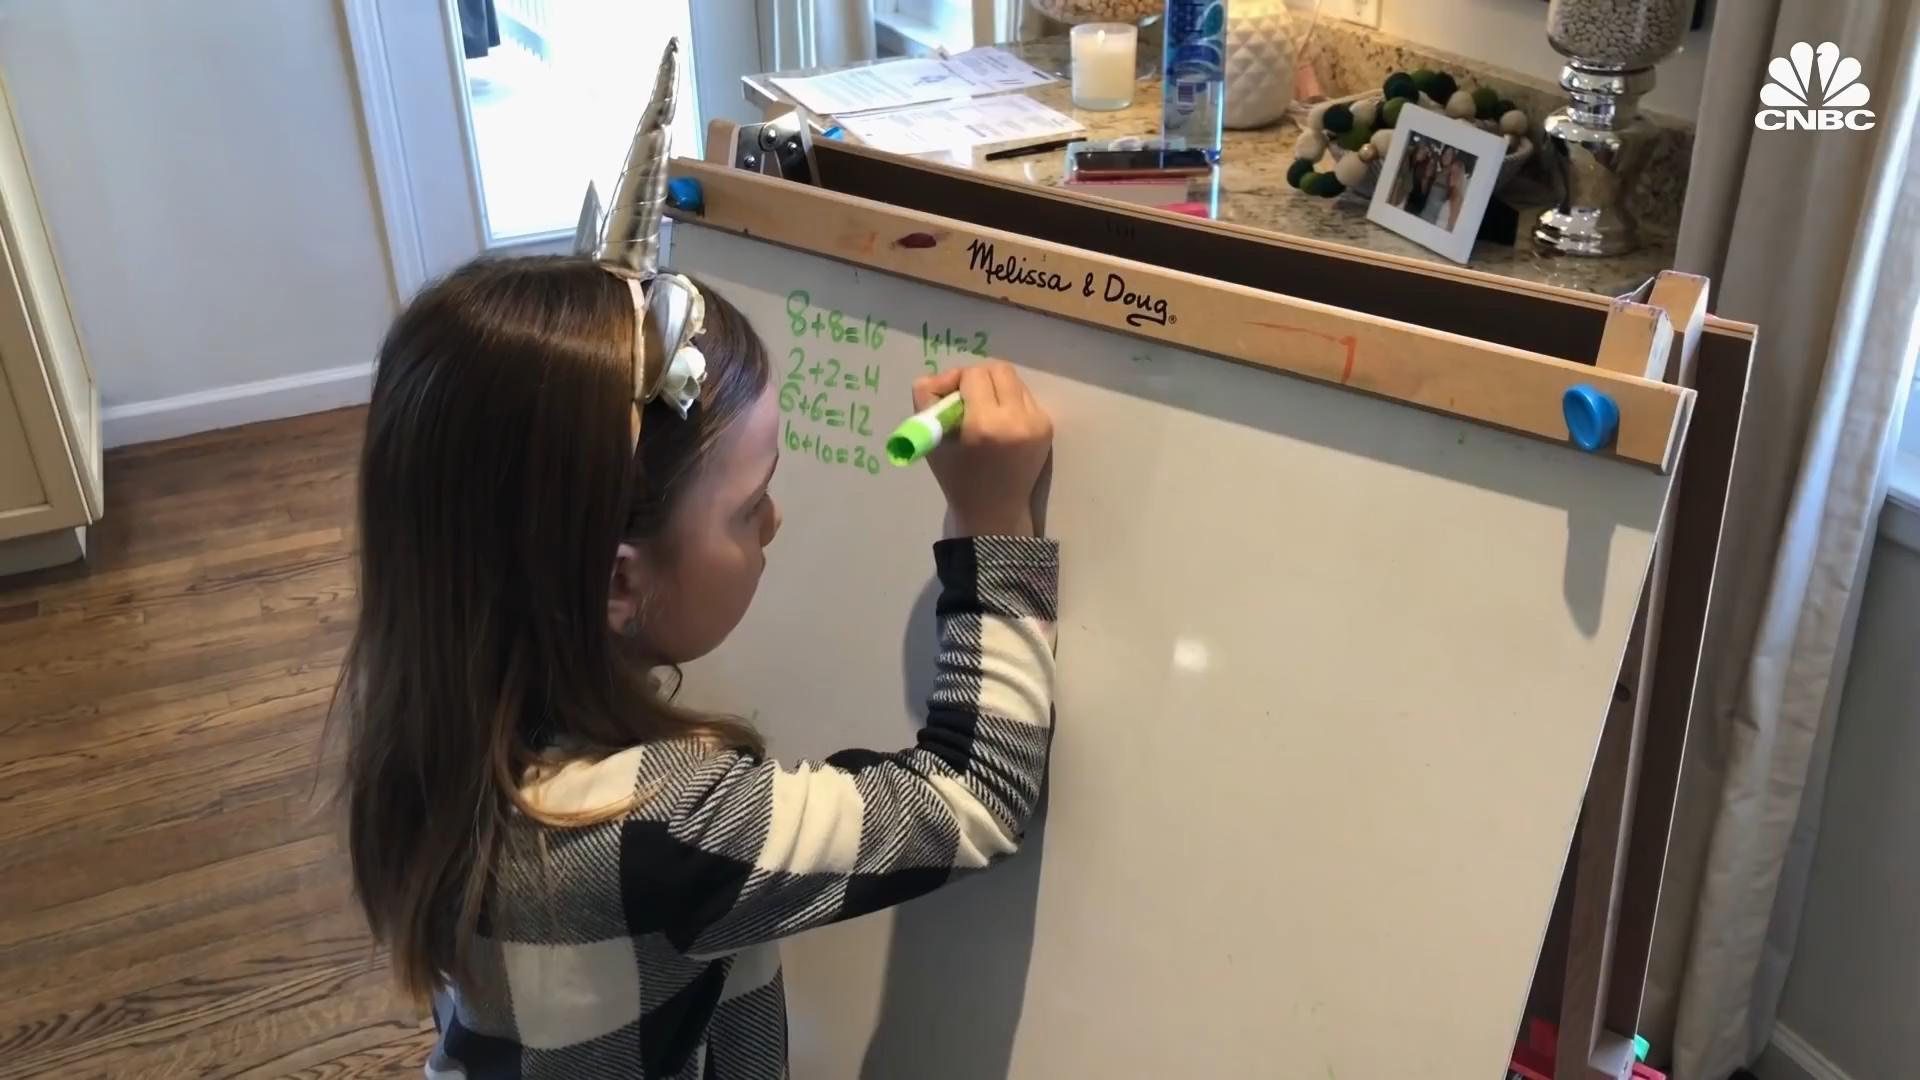 CNBC
Melissa & Doug
8+8=16
2+2=4
6+6=12
10+10=20
1+1=2